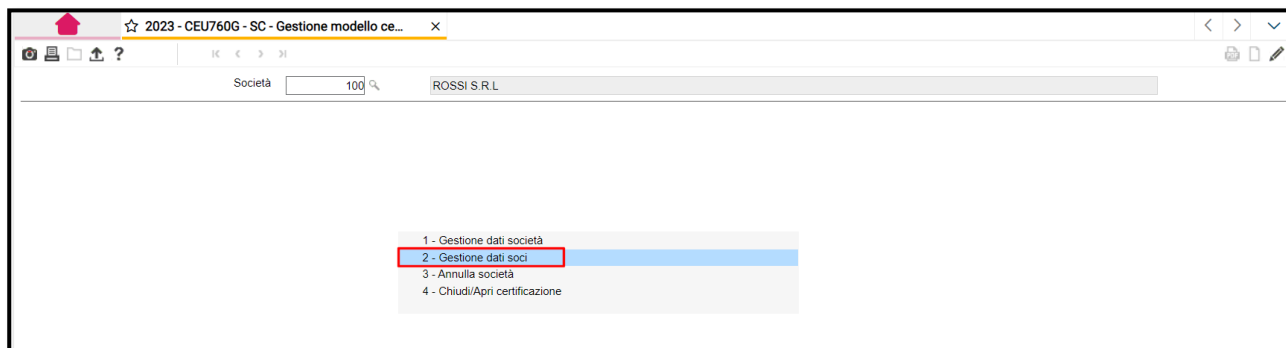 2023 - CEU760G - SC - Gestione modello ce...
?
Società 100 ROSSI S.R.L
1 - Gestione dati società
2 - Gestione dati soci
3 - Annulla società
4 - Chiudi/Apri certificazione